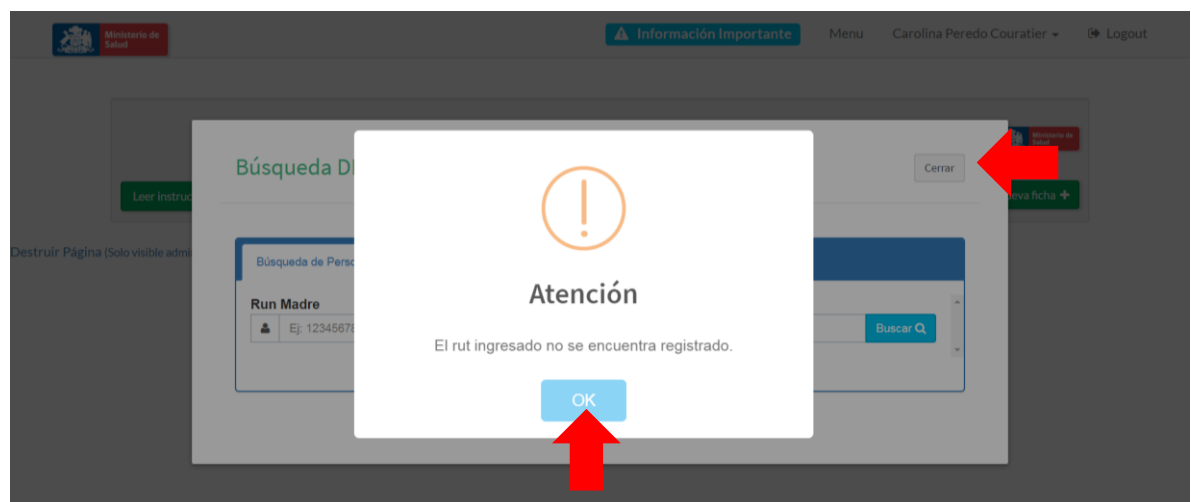 Ministerio de
Salud
Información Importante Menu Carolina Peredo Couratier Logout
Ministerio de
Salud
Búsqueda D
Cerrar
Leer instruc
eva ficha
Destruir Página (Solo visible admi
Búsqueda de Perso
Atención
Run Madre
Ej: 12345678
Buscar
El rut ingresado no se encuentra registrado.
OK